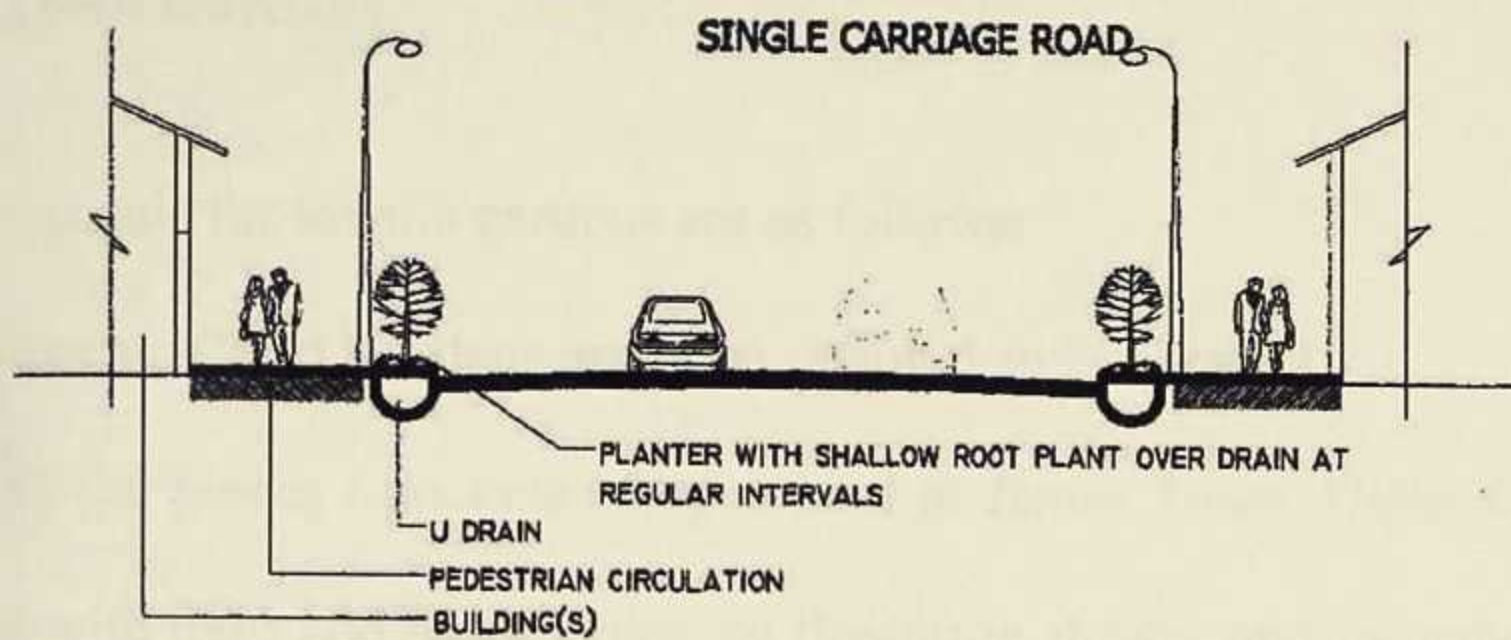 SINGLE CARRIAGE ROAD
PLANTER WITH SHALLOW ROOT PLANT OVER DRAIN AT
REGULAR INTERVALS
U DRAIN
PEDESTRIAN CIRCULATION
BUILDING(S)